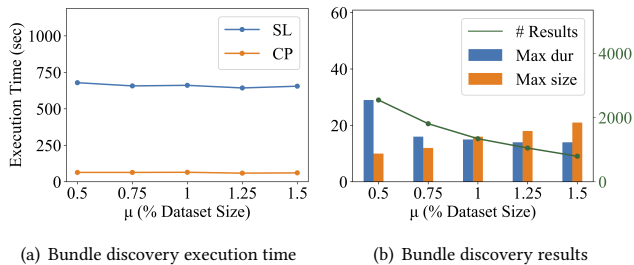 Execution Time (sec)
1000
750
500
250
0
SL
CP
0.5 0.75 1 1.25 1.5
μ (% Dataset Size)
(a) Bundle discovery execution time
60
40
20
0
# Results
Max dur
Max size
4000
2000
0
0.5 0.75 1 1.25 1.5
μ (% Dataset Size)
(b) Bundle discovery results